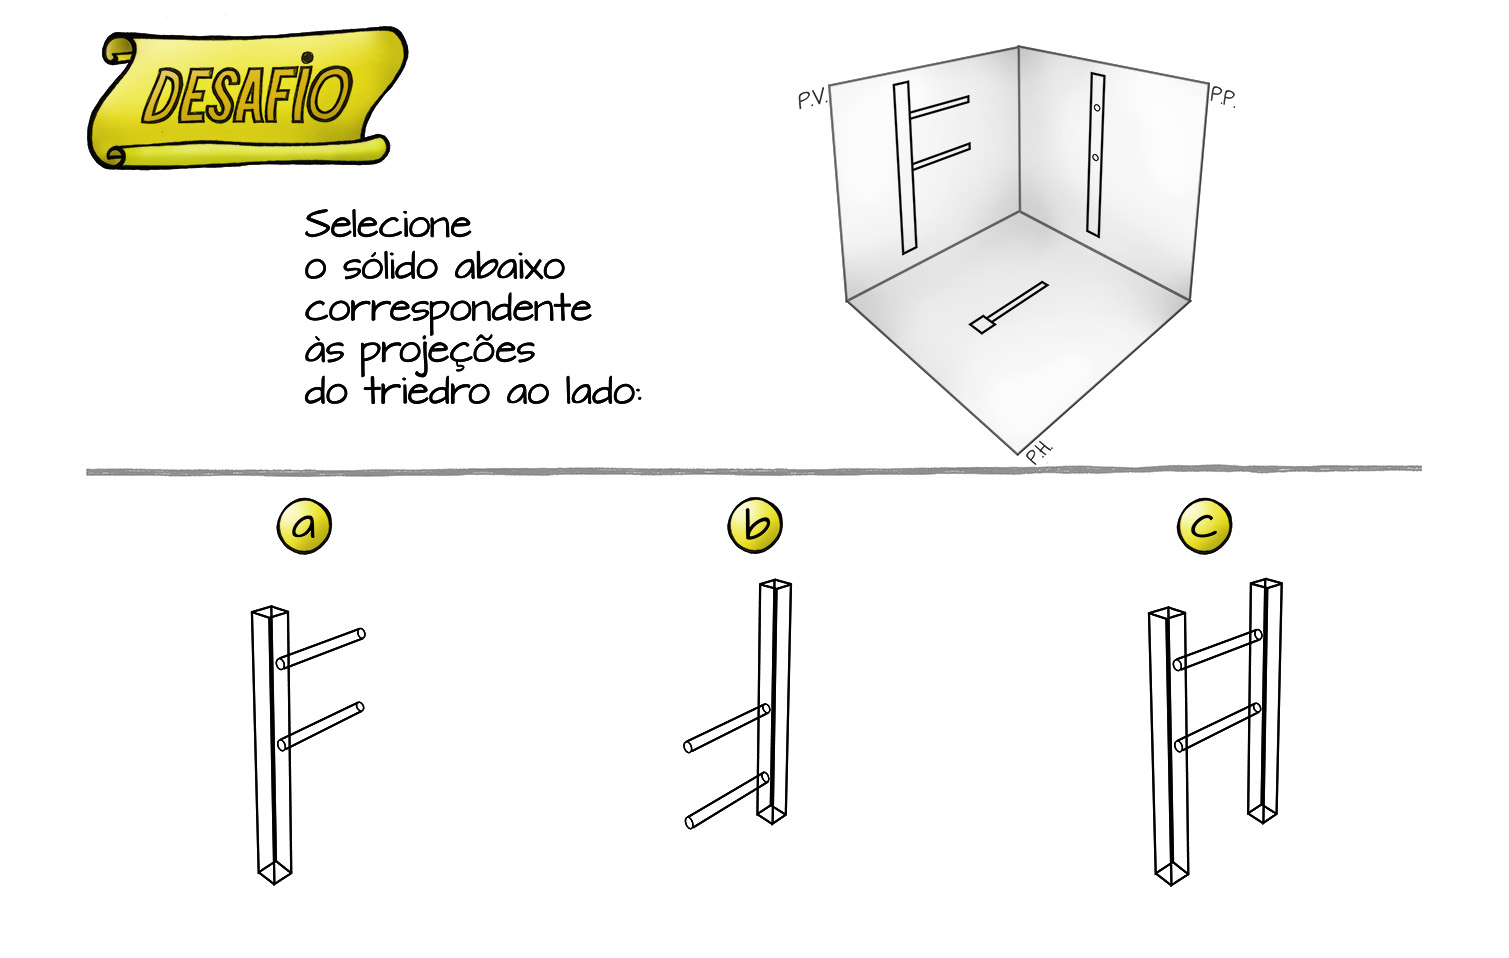 DESAFIO
P.V.
P.P.
Selecione
o sólido abaixo
correspondente
às projeções
do triedro ao lado:
P.H.
a
b
c